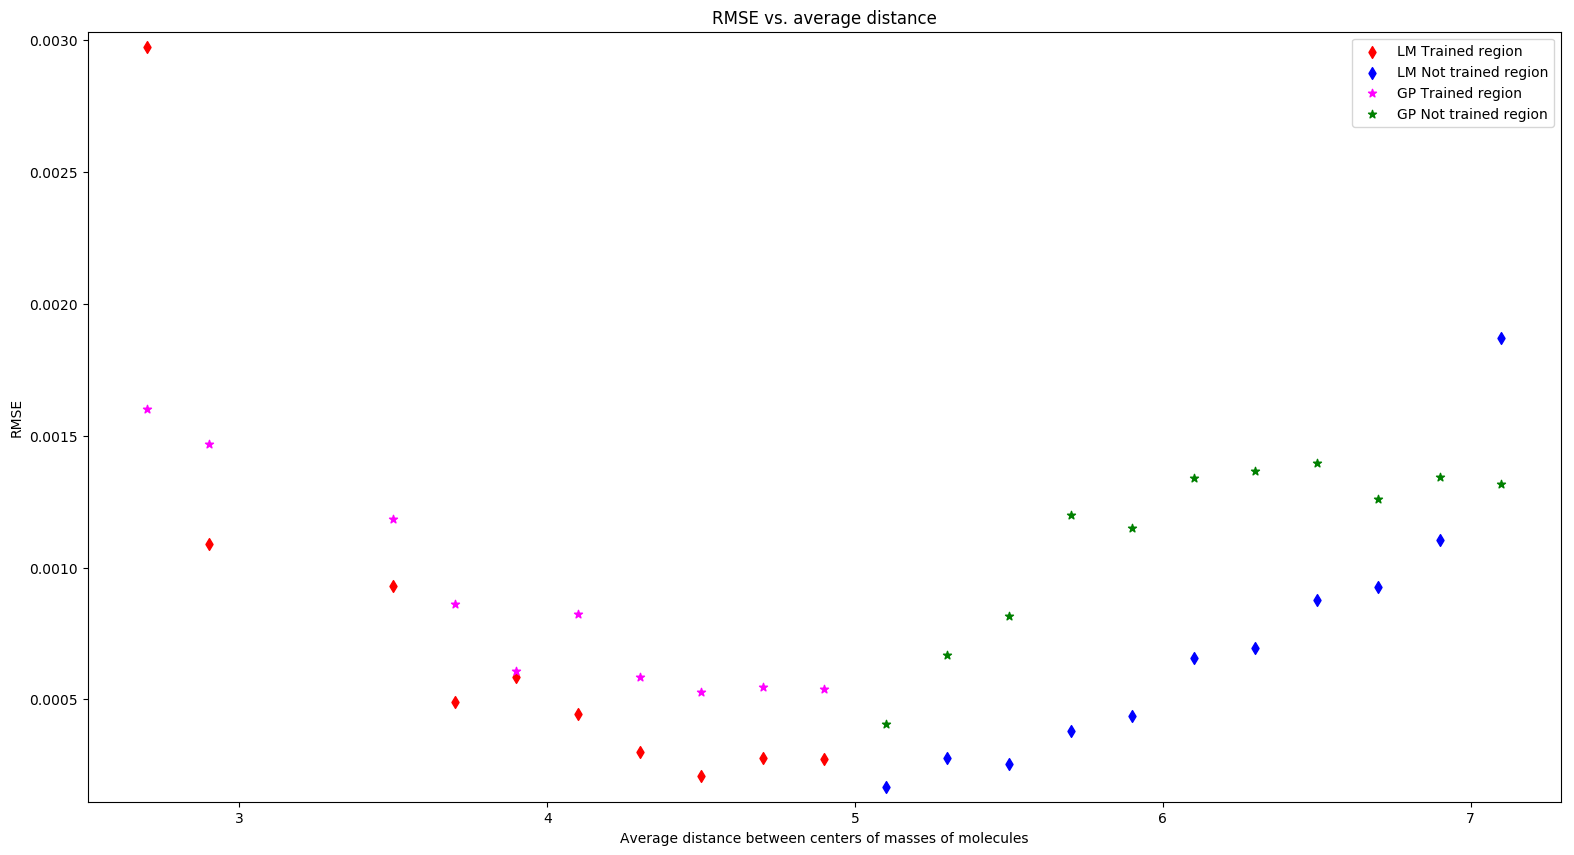 RMSE vs. average distance
LM Trained region
LM Not trained region
GP Trained region
GP Not trained region
RMSE
0.0030
0.0025
0.0020
0.0015
0.0010
0.0005
3 4 5 6 7
Average distance between centers of masses of molecules